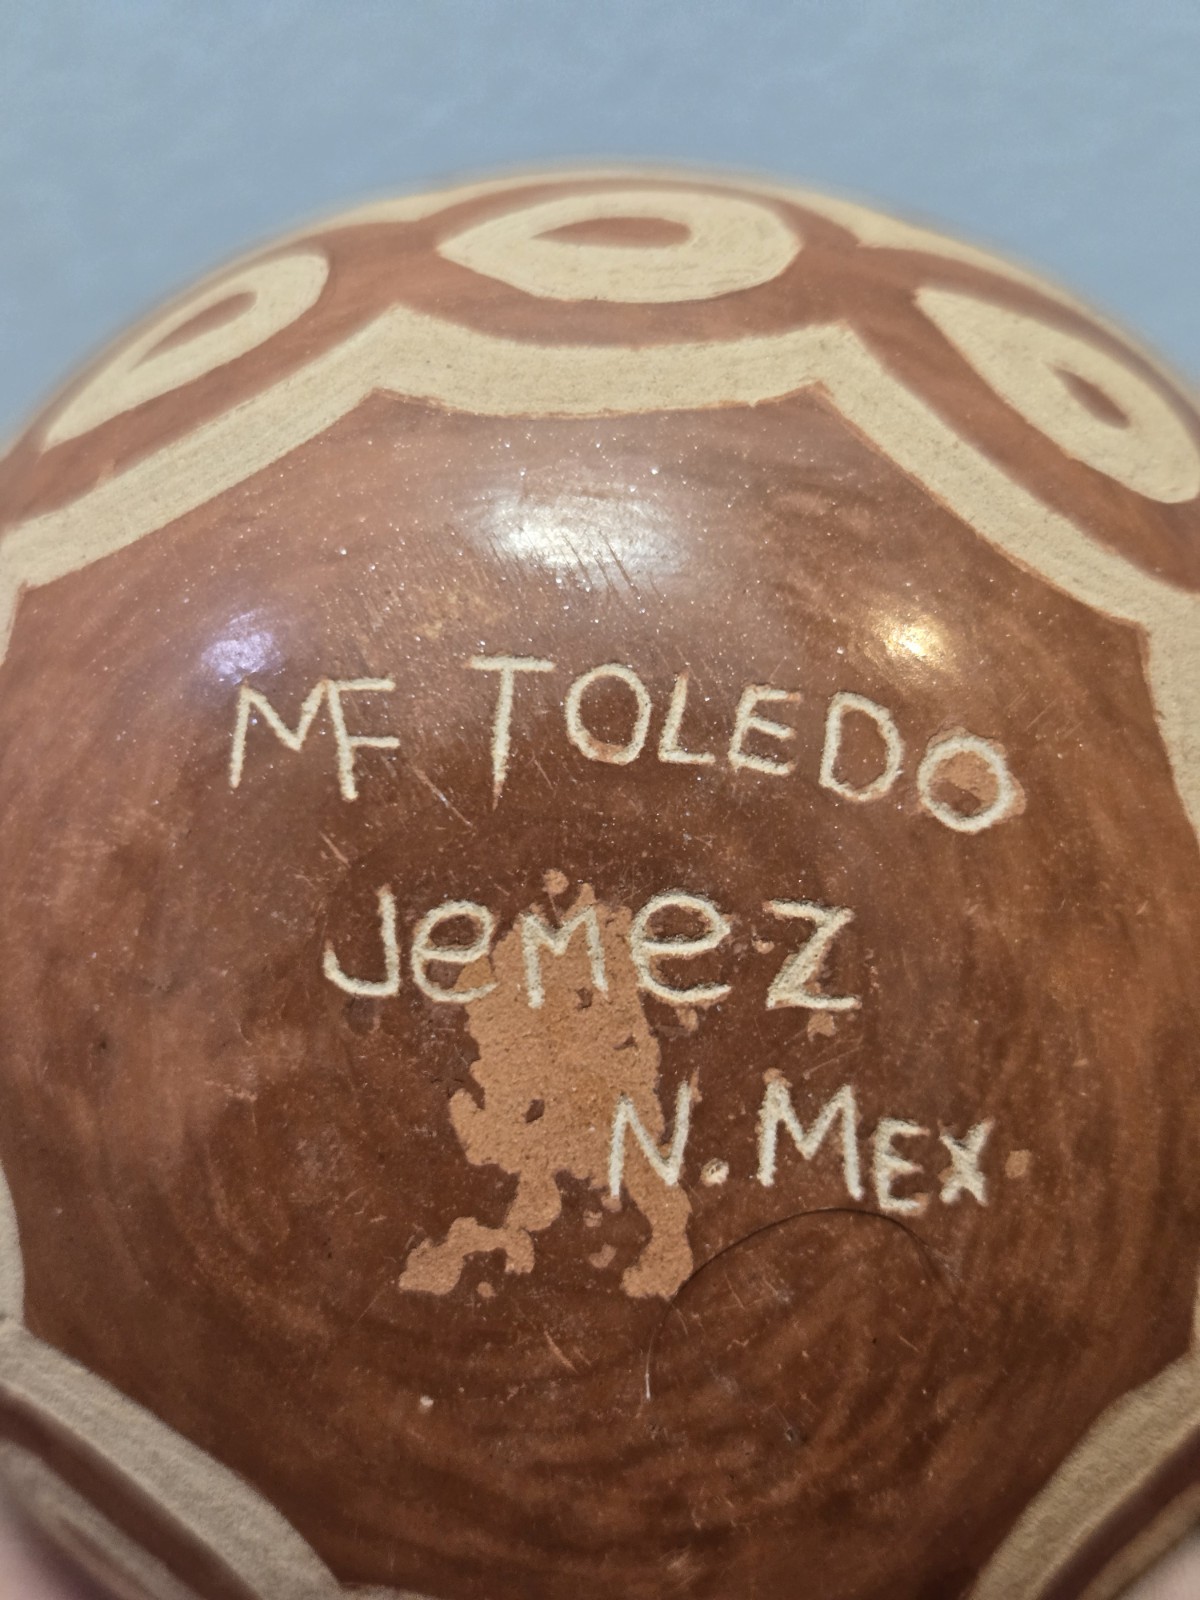 MF TOLEDO
Jemez
N. MEX.